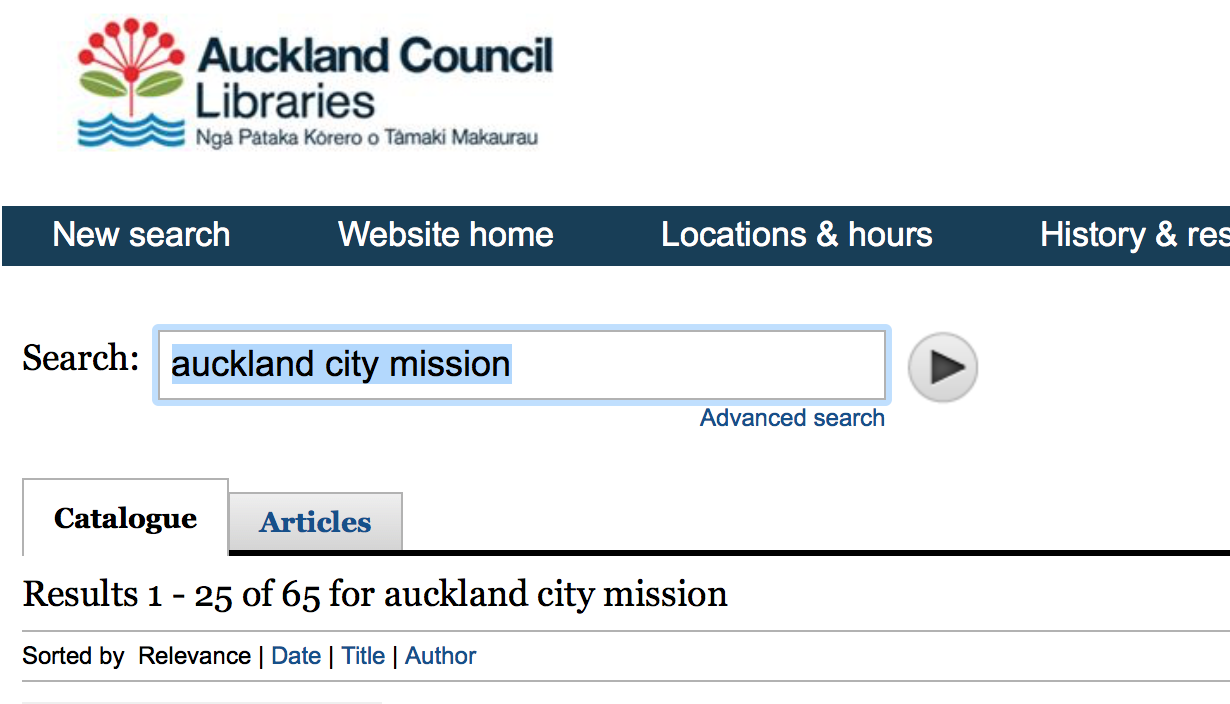 Auckland Council
Libraries
Ngā Pātaka Kōrero o Tāmaki Makaurau
New search Website home Locations & hours History & res
Search: auckland city mission
Advanced search
Catalogue Articles
Results 1 - 25 of 65 for auckland city mission
Sorted by Relevance | Date | Title | Author